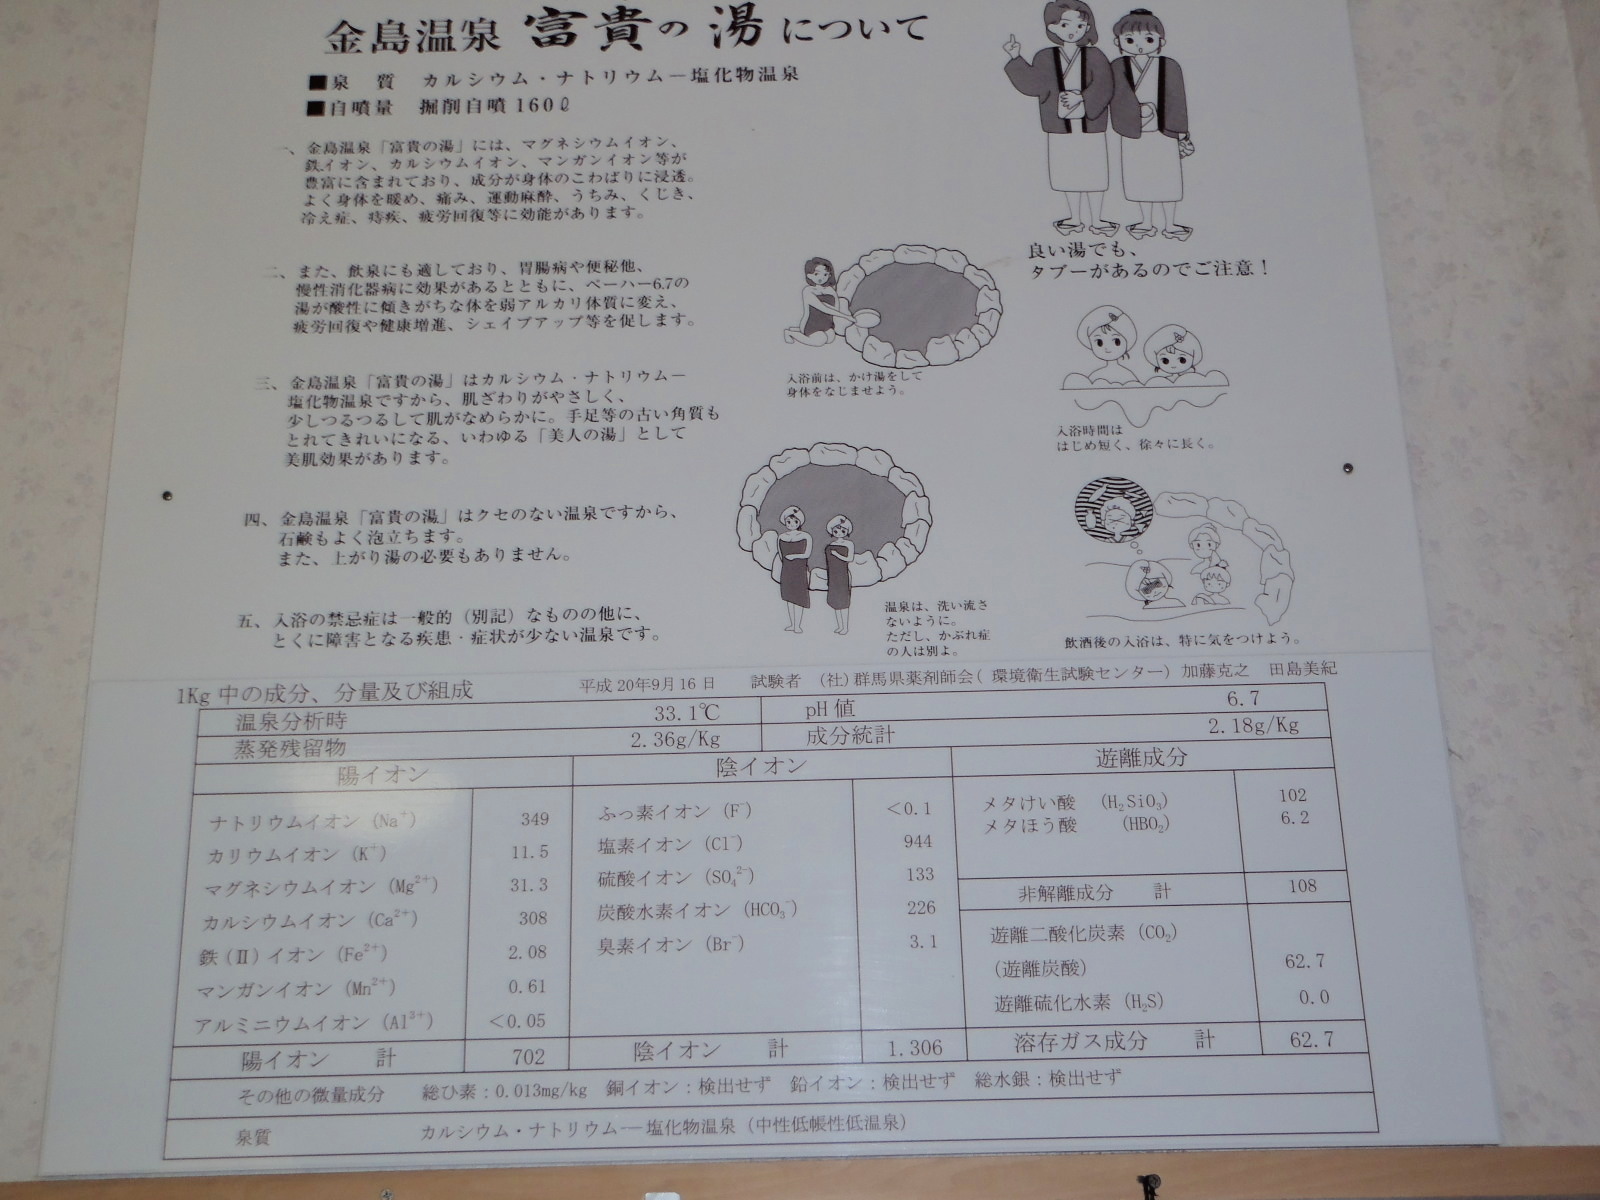 金島温泉 富貴の湯について
■泉 質 カルシウム・ナトリウム―塩化物温泉
■自噴量 掘削自噴160ℓ
一、金島温泉「富貴の湯」には、マグネシウムイオン、
鉄イオン、カルシウムイオン、マンガンイオン等が
豊富に含まれており、成分が身体のこわばりに浸透。
よく身体を暖め、痛み、運動麻酔、うちみ、くじき、
冷え症、痔疾、疲労回復等に効能があります。
二、また、飲泉にも適しており、胃腸病や便秘他、
慢性消化器病に効果があるとともに、ペーハー6.7の
湯が酸性に傾きがちな体を弱アルカリ体質に変え、
疲労回復や健康増進、シェイプアップ等を促します。
三、金島温泉「富貴の湯」はカルシウム・ナトリウム―
塩化物温泉ですから、肌ざわりがやさしく、
少しつるつるして肌がなめらかに。手足等の古い角質も
とれてきれいになる、いわゆる「美人の湯」として
美肌効果があります。
四、金島温泉「富貴の湯」はクセのない温泉ですから、
石鹸もよく泡立ちます。
また、上がり湯の必要もありません。
五、入浴の禁忌症は一般的（別記）なものの他に、
とくに障害となる疾患・症状が少ない温泉です。
良い湯でも、
タブーがあるのでご注意！
入浴前は、かけ湯をして
身体をなじませよう。
入浴時間は
はじめ短く、徐々に長く。
温泉は、洗い流さ
ないように。
ただし、かぶれ症
の人は別よ。
飲酒後の入浴は、特に気をつけよう。
1Kg中の成分、分量及び組成 平成20年9月16日 試験者 (社)群馬県薬剤師会( 環境衛生試験センター) 加藤克之 田島美紀
温泉分析時 33.1℃ pH値 6.7
蒸発残留物 2.36g/Kg 成分統計 2.18g/Kg
陽イオン 陰イオン 遊離成分
ナトリウムイオン (Na⁺) 349 ふっ素イオン (F⁻) <0.1 メタけい酸 (H₂SiO₃) 102
カリウムイオン (K⁺) 11.5 塩素イオン (Cl⁻) 944 メタほう酸 (HBO₂) 6.2
マグネシウムイオン (Mg²⁺) 31.3 硫酸イオン (SO₄²⁻) 133 非解離成分 計 108
カルシウムイオン (Ca²⁺) 308 炭酸水素イオン (HCO₃⁻) 226 遊離二酸化炭素 (CO₂)
鉄(Ⅱ)イオン (Fe²⁺) 2.08 臭素イオン (Br⁻) 3.1 (遊離炭酸) 62.7
マンガンイオン (Mn²⁺) 0.61 遊離硫化水素 (H₂S) 0.0
アルミニウムイオン (Al³⁺) <0.05
陽イオン 計 702 陰イオン 計 1.306 溶存ガス成分 計 62.7
その他の微量成分 総ひ素：0.013mg/kg 銅イオン：検出せず 鉛イオン：検出せず 総水銀：検出せず
泉質 カルシウム・ナトリウム―塩化物温泉（中性低帳性低温泉）